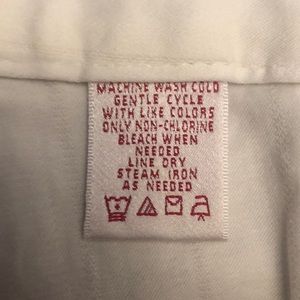 MACHINE WASH COLD
GENTLE CYCLE
WITH LIKE COLORS
ONLY NON-CHLORINE
BLEACH WHEN
NEEDED
LINE DRY
STEAM IRON
AS NEEDED